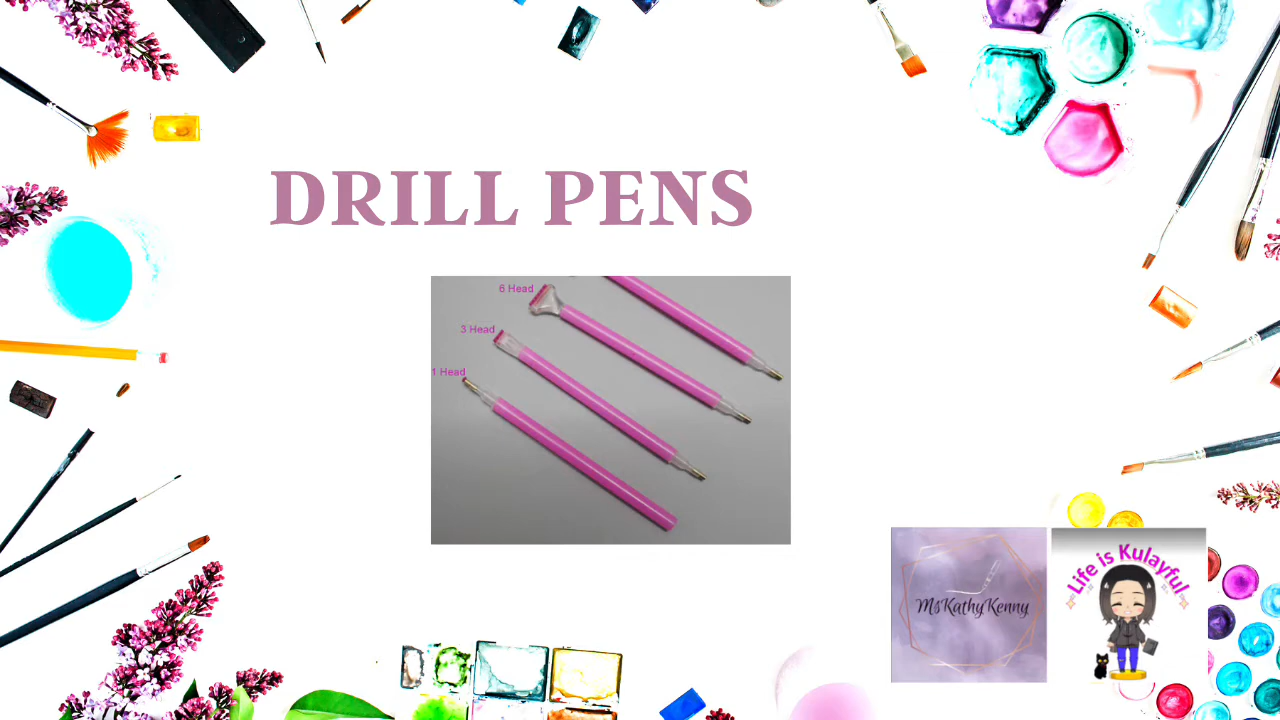 DRILL PENS
6 Head
3 Head
1 Head
MsKathyKenny
Life is Kulayful